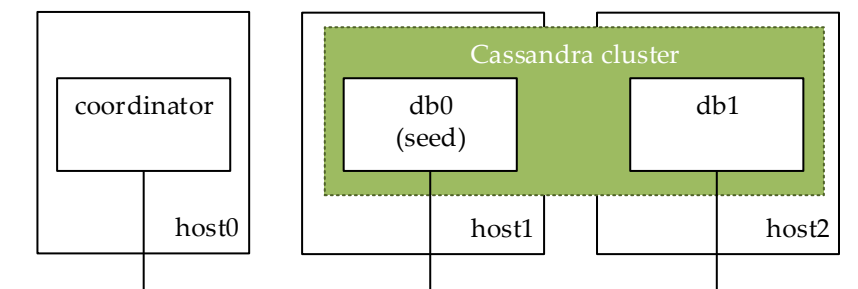 Cassandra cluster
coordinator
db0
(seed)
db1
host0
host1
host2